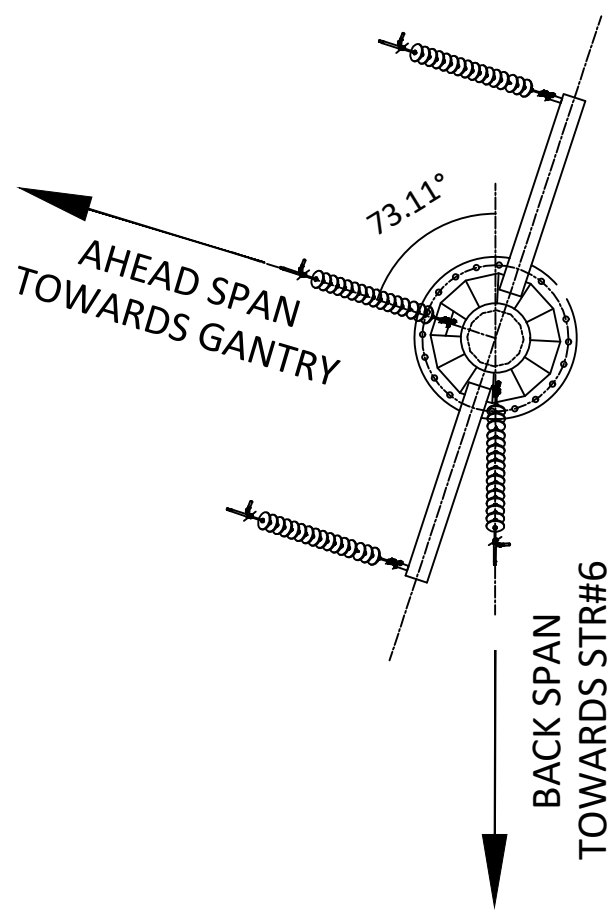 73.11°
AHEAD SPAN
TOWARDS GANTRY
BACK SPAN
TOWARDS STR#6